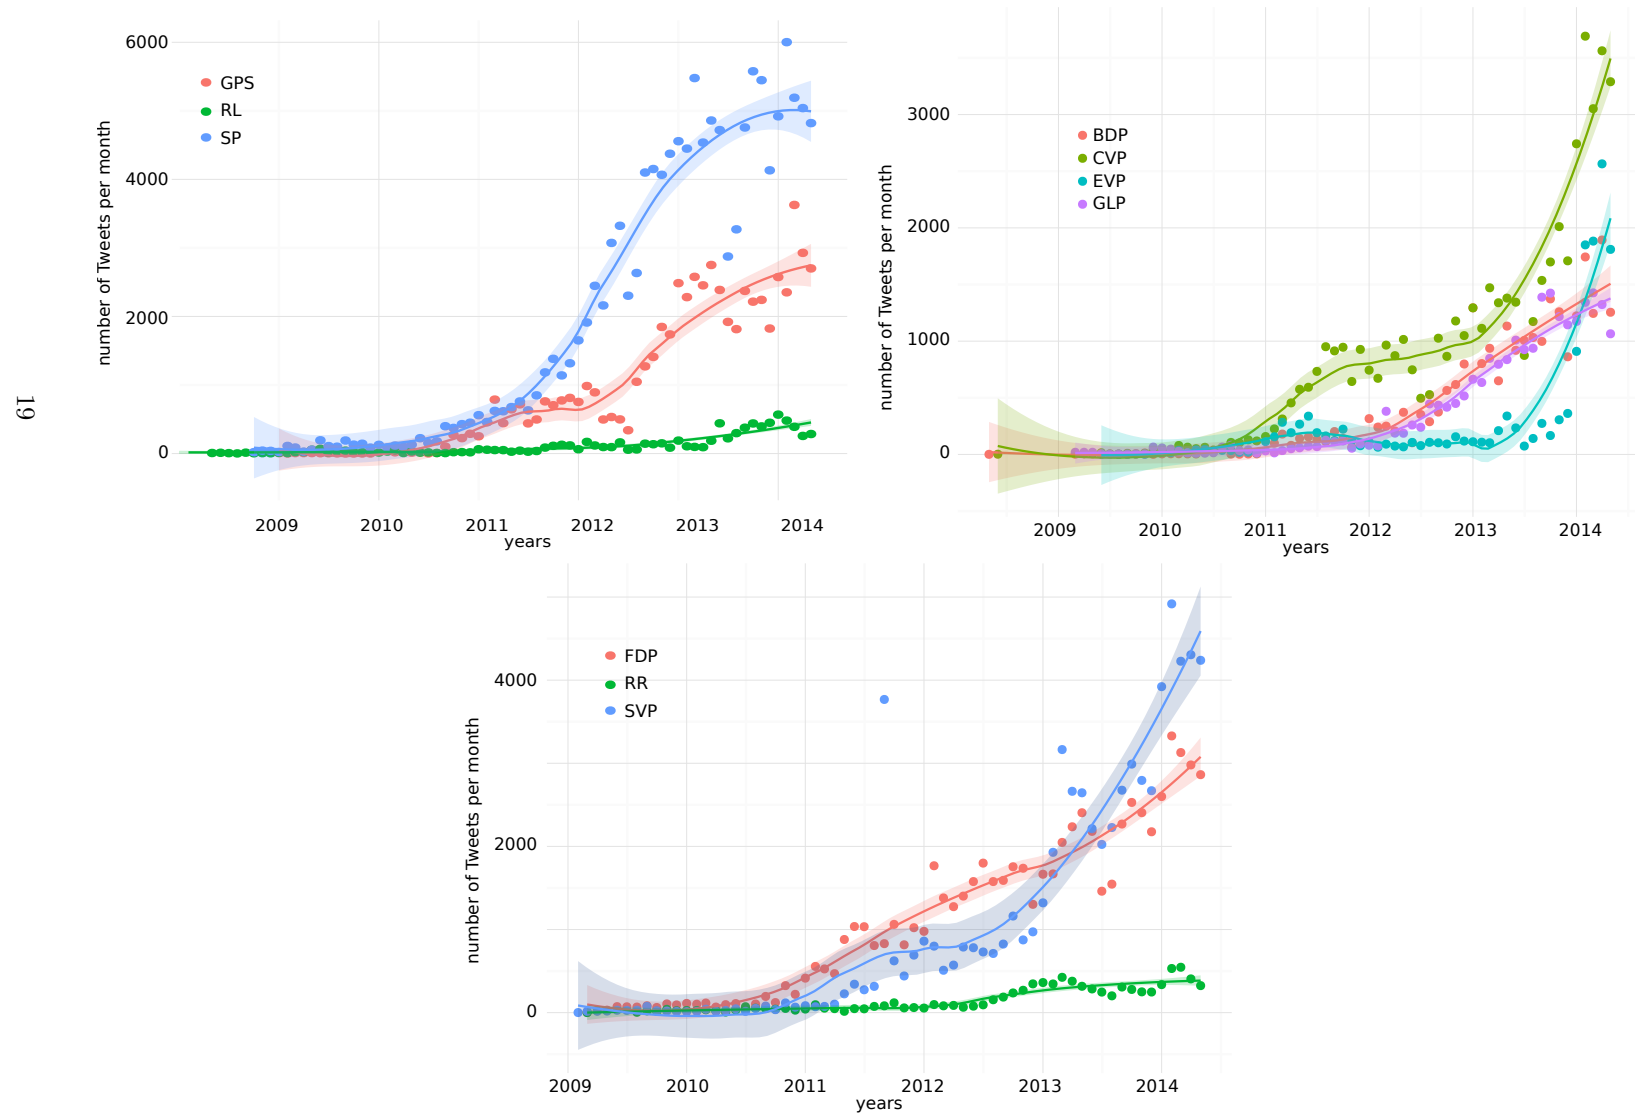 6000
4000
2000
0
number of Tweets per month
GPS
RL
SP
2009 2010 2011 2012 2013 2014
years
3000
2000
1000
0
number of Tweets per month
BDP
CVP
EVP
GLP
2009 2010 2011 2012 2013 2014
years
19
4000
2000
0
number of Tweets per month
FDP
RR
SVP
2009 2010 2011 2012 2013 2014
years